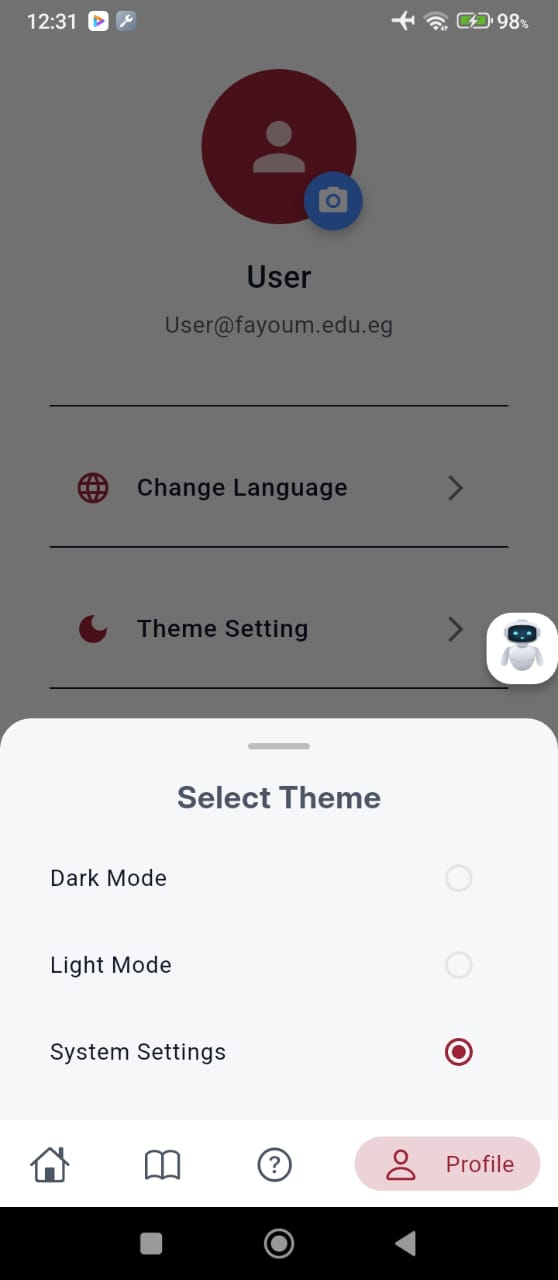 12:31 98%
User
User@fayoum.edu.eg
Change Language
Theme Setting
Select Theme
Dark Mode
Light Mode
System Settings
? Profile